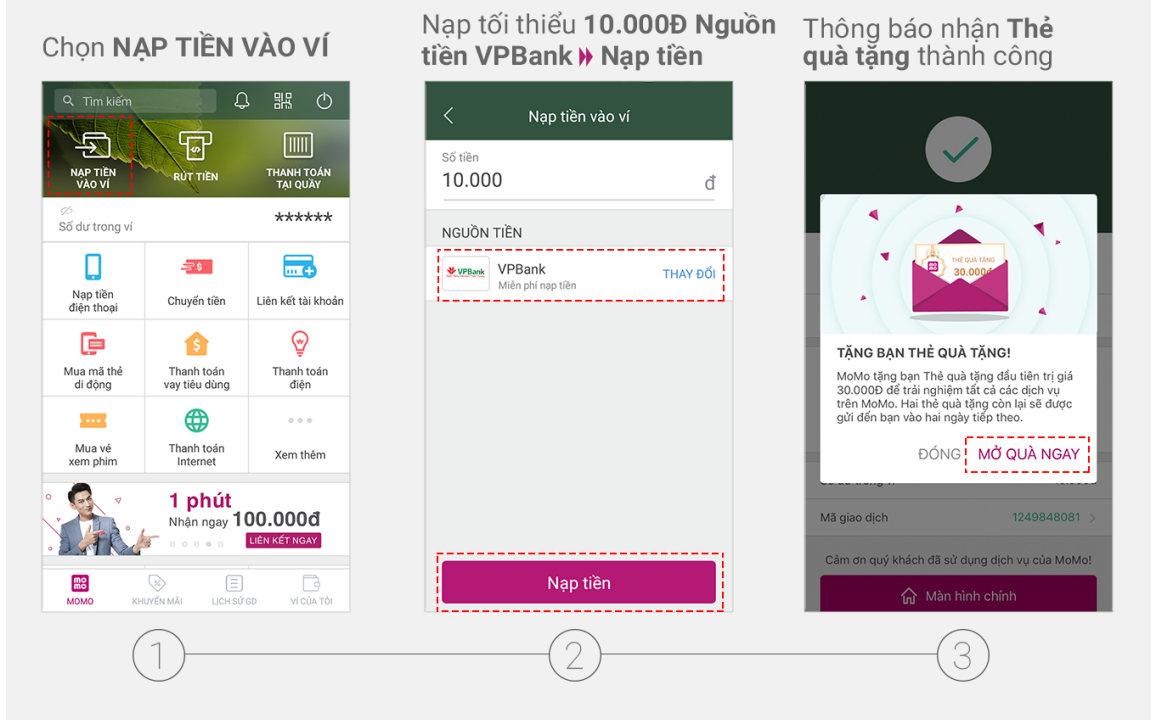 Chọn NẠP TIỀN VÀO VÍ
Tìm kiếm
NẠP TIỀN
VÀO VÍ
RÚT TIỀN
THANH TOÁN
TẠI QUẦY
Số dư trong ví
******
Nạp tiền
điện thoại
Chuyển tiền
Liên kết tài khoản
Mua mã thẻ
di động
Thanh toán
vay tiêu dùng
Thanh toán
điện
Mua vé
xem phim
Thanh toán
Internet
Xem thêm
1 phút
Nhận ngay 100.000đ
LIÊN KẾT NGAY
MOMO
KHUYẾN MÃI
LỊCH SỬ GD
VÍ CỦA TÔI
1
Nạp tối thiểu 10.000Đ Nguồn
tiền VPBank Nạp tiền
Nạp tiền vào ví
Số tiền
10.000
đ
NGUỒN TIỀN
VPBank
VPBank
Miễn phí nạp tiền
THAY ĐỔI
Nạp tiền
2
Thông báo nhận Thẻ
quà tặng thành công
mo
mo
THẺ QUÀ TẶNG
30.000đ
TẶNG BẠN THẺ QUÀ TẶNG!
MoMo tặng bạn Thẻ quà tặng đầu tiên trị giá
30.000Đ để trải nghiệm tất cả các dịch vụ
trên MoMo. Hai thẻ quà tặng còn lại sẽ được
gửi đến bạn vào hai ngày tiếp theo.
ĐÓNG
MỞ QUÀ NGAY
Mã giao dịch
1249848081
Cảm ơn quý khách đã sử dụng dịch vụ của MoMo!
Màn hình chính
3